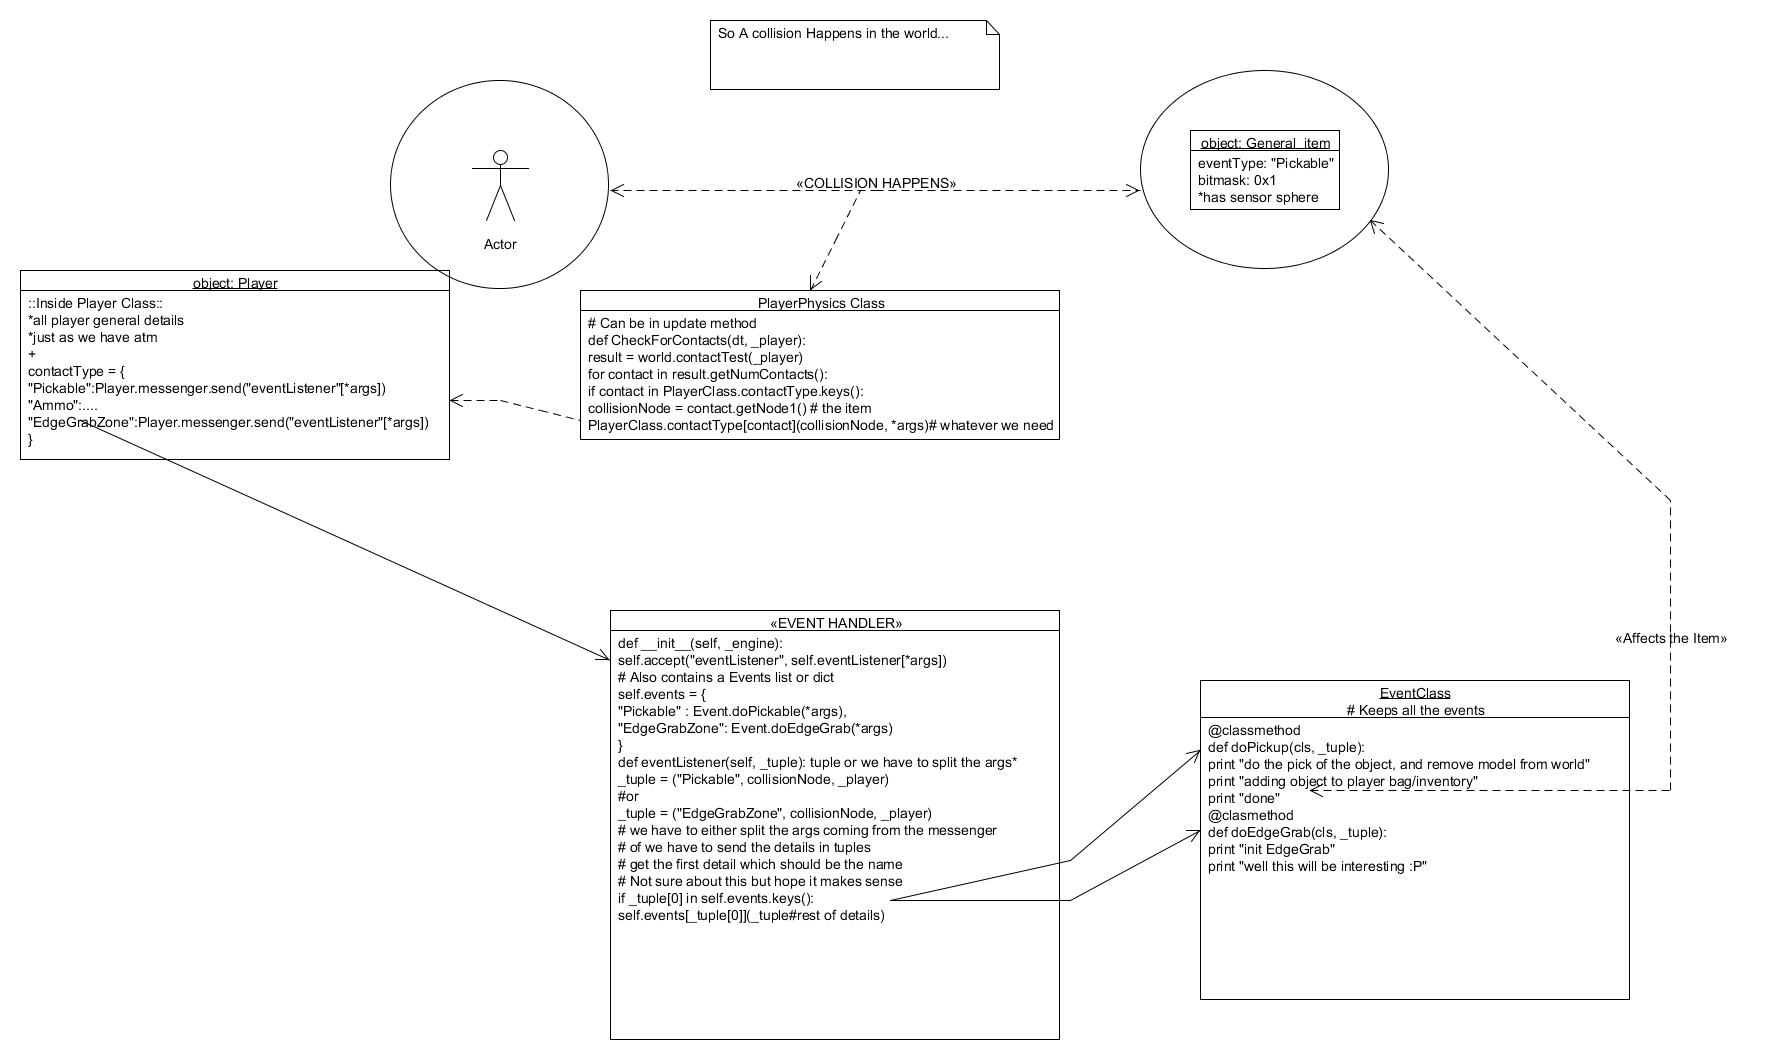 So A collision Happens in the world...
object: General_item
eventType: "Pickable"
bitmask: 0x1
*has sensor sphere
«COLLISION HAPPENS»
Actor
object: Player
::Inside Player Class::
*all player general details
*just as we have atm
+
contactType = {
"Pickable":Player.messenger.send("eventListener"[*args])
"Ammo":....
"EdgeGrabZone":Player.messenger.send("eventListener"[*args])
}
PlayerPhysics Class
# Can be in update method
def CheckForContacts(dt, _player):
result = world.contactTest(_player)
for contact in result.getNumContacts():
if contact in PlayerClass.contactType.keys():
collisionNode = contact.getNode1() # the item
PlayerClass.contactType[contact](collisionNode, *args)# whatever we need
«EVENT HANDLER»
def __init__(self, _engine):
self.accept("eventListener", self.eventListener[*args])
# Also contains a Events list or dict
self.events = {
"Pickable" : Event.doPickable(*args),
"EdgeGrabZone": Event.doEdgeGrab(*args)
}
def eventListener(self, _tuple): tuple or we have to split the args*
_tuple = ("Pickable", collisionNode, _player)
#or
_tuple = ("EdgeGrabZone", collisionNode, _player)
# we have to either split the args coming from the messenger
# of we have to send the details in tuples
# get the first detail which should be the name
# Not sure about this but hope it makes sense
if _tuple[0] in self.events.keys():
self.events[_tuple[0]](_tuple#rest of details)
«Affects the Item»
EventClass
# Keeps all the events
@classmethod
def doPickup(cls, _tuple):
print "do the pick of the object, and remove model from world"
print "adding object to player bag/inventory"
print "done"
@clasmethod
def doEdgeGrab(cls, _tuple):
print "init EdgeGrab"
print "well this will be interesting :P"